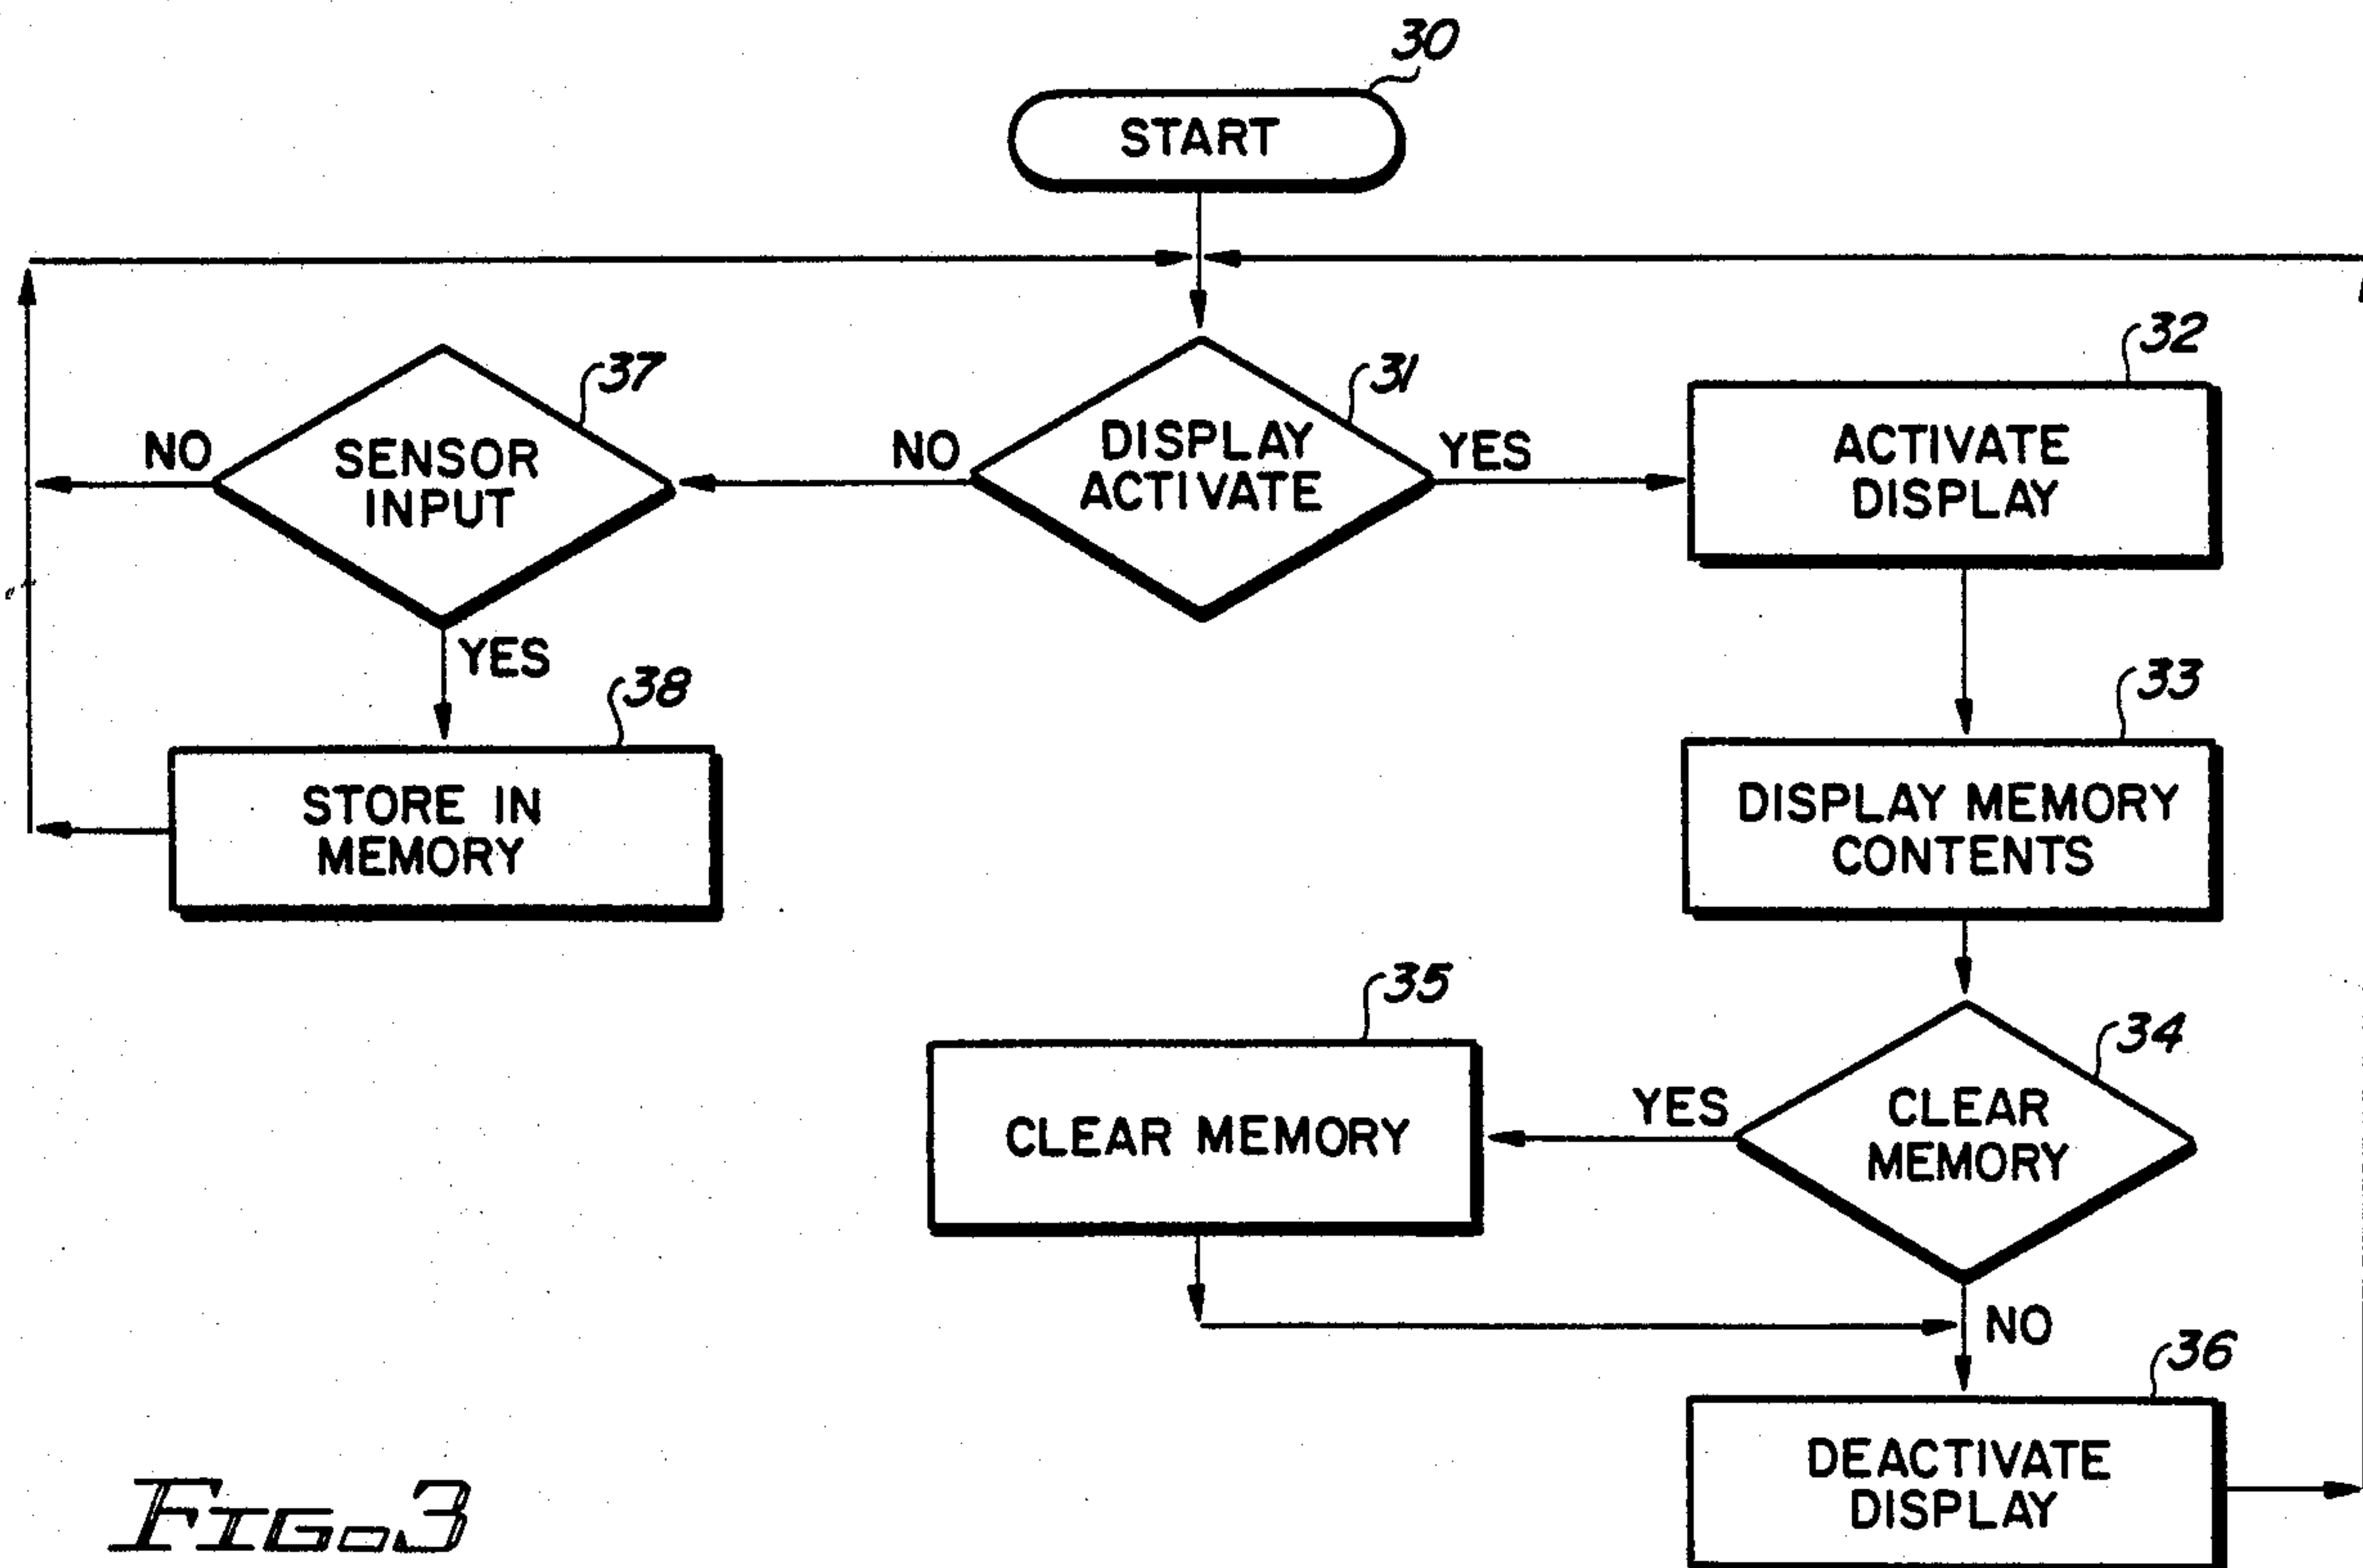 30
START
37
31
32
NO
SENSOR
INPUT
NO
DISPLAY
ACTIVATE
YES
ACTIVATE
DISPLAY
YES
38
33
STORE IN
MEMORY
DISPLAY MEMORY
CONTENTS
35
34
CLEAR MEMORY
YES
CLEAR
MEMORY
NO
36
DEACTIVATE
DISPLAY
FIG. 3